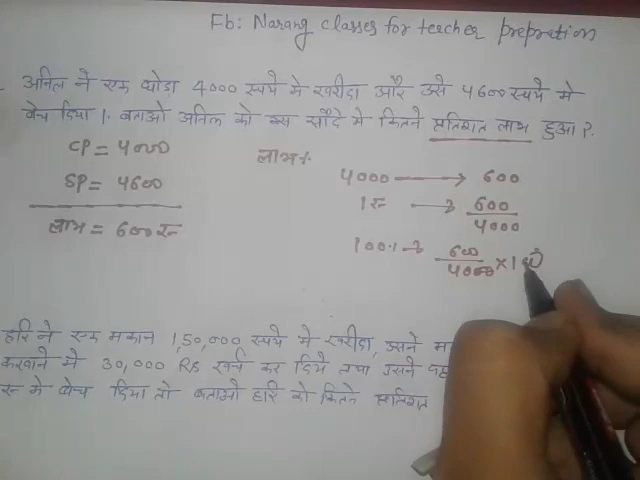 Fb: Narang classes for teacher prepration
अनिल ने एक घोड़ा 4000 रुपये मे खरीदा और उसे 4600 रुपये मे
बेच दिया। बताओ अनिल को इस सौदे मे कितने प्रतिशत लाभ हुआ?
CP = 4000
SP = 4600
लाभ = 600 रु
लाभ %
4000 → 600
1 रु → 600/4000
100% → 600/4000 × 100
हरि ने एक मकान 1,50,000 रुपये मे खरीदा, उसने म
करवाने मे 30,000 Rs खर्च कर दिये तथा उसने वह
रु मे बेच दिया तो बताओ हरि को कितने प्रतिशत